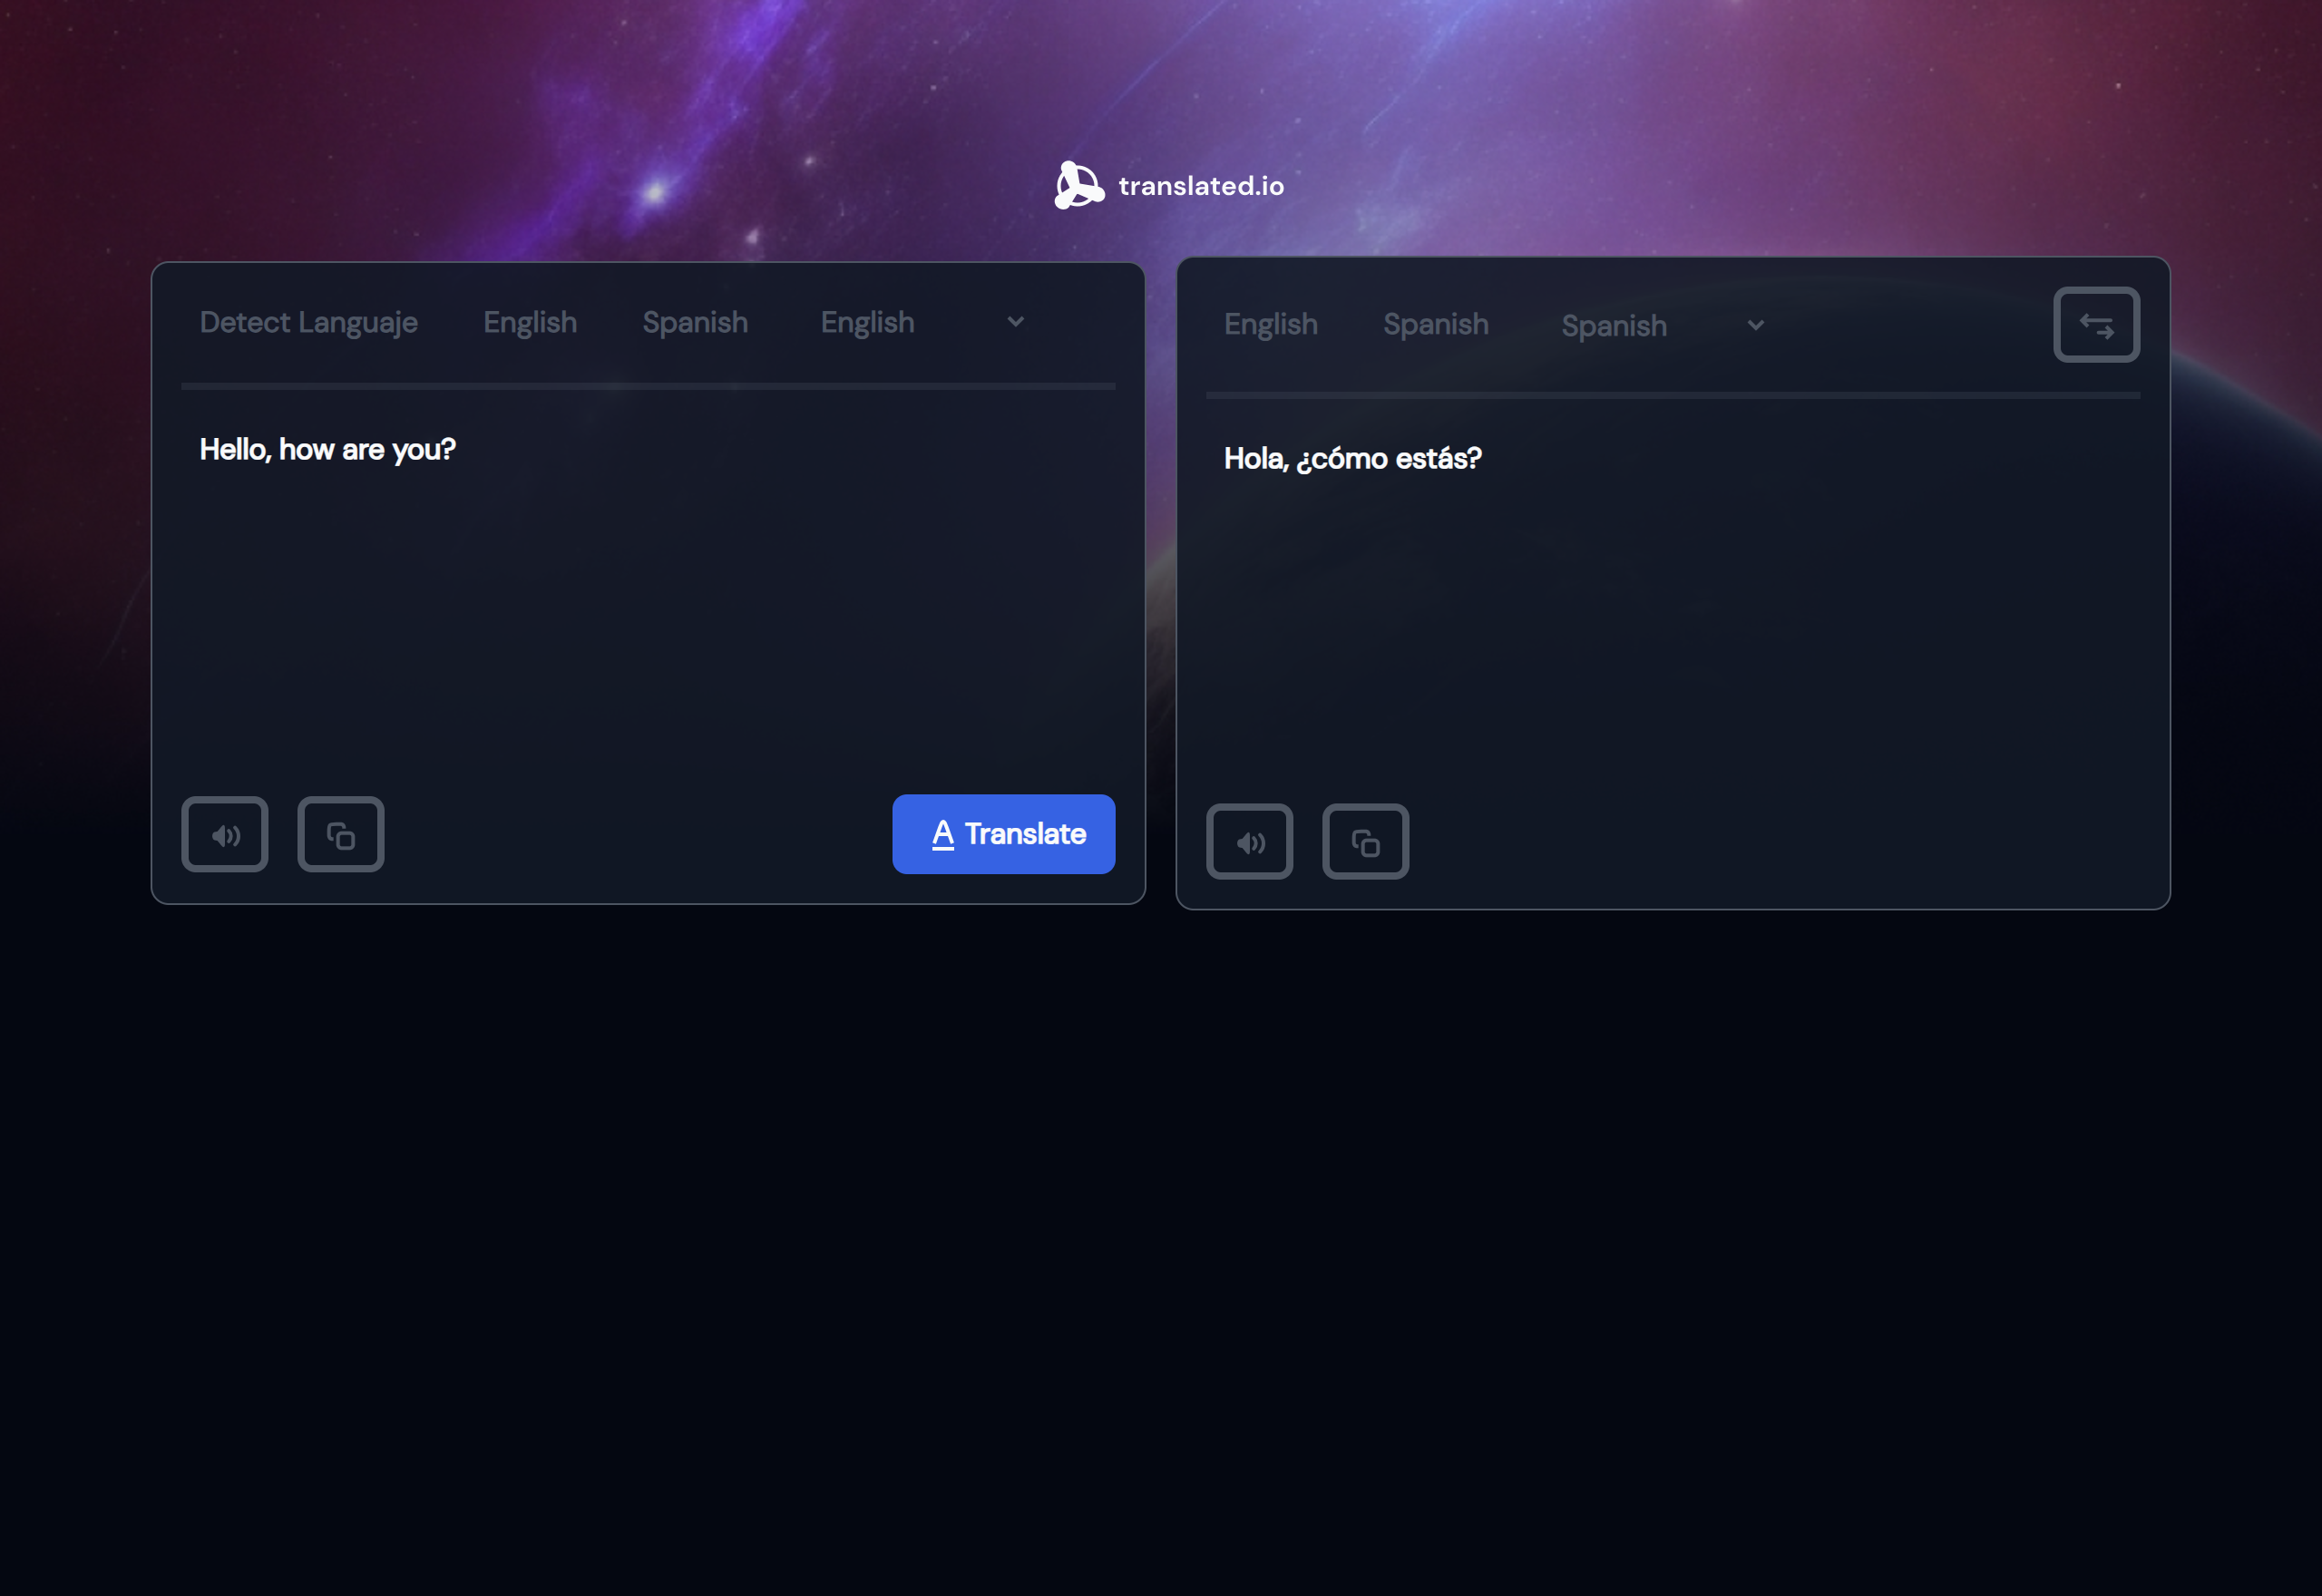 translated.io
Detect Languaje English Spanish English
Hello, how are you?
A Translate
English Spanish Spanish
Hola, ¿cómo estás?